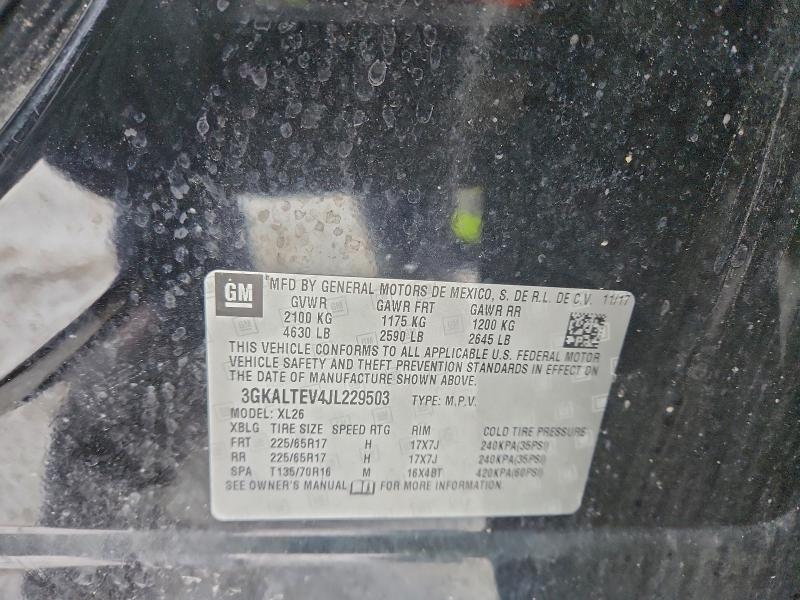 GM MFD BY GENERAL MOTORS DE MEXICO, S. DE R.L. DE C.V. 11/17
GVWR GAWR FRT GAWR RR
2100 KG 1175 KG 1200 KG
4630 LB 2590 LB 2645 LB
THIS VEHICLE CONFORMS TO ALL APPLICABLE U.S. FEDERAL MOTOR
VEHICLE SAFETY AND THEFT PREVENTION STANDARDS IN EFFECT ON
THE DATE OF MANUFACTURE SHOWN ABOVE.
3GKALTEV4JL229503 TYPE: M.P.V.
MODEL: XL26
XBLG TIRE SIZE SPEED RTG RIM COLD TIRE PRESSURE
FRT 225/65R17 H 17X7J 240KPA(35PSI)
RR 225/65R17 H 17X7J 240KPA(35PSI)
SPA T135/70R16 M 16X4BT 420KPA(60PSI)
SEE OWNER'S MANUAL FOR MORE INFORMATION.